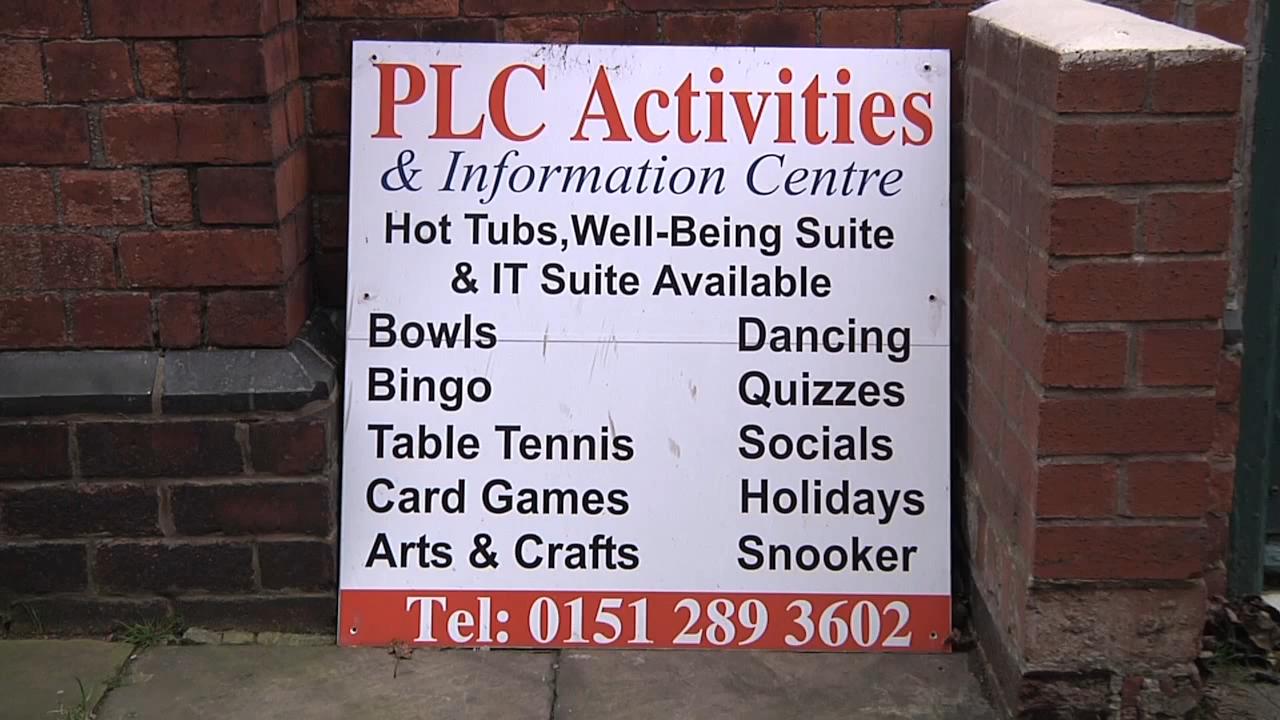 PLC Activities
& Information Centre
Hot Tubs,Well-Being Suite
& IT Suite Available
Bowls Dancing
Bingo Quizzes
Table Tennis Socials
Card Games Holidays
Arts & Crafts Snooker
Tel: 0151 289 3602